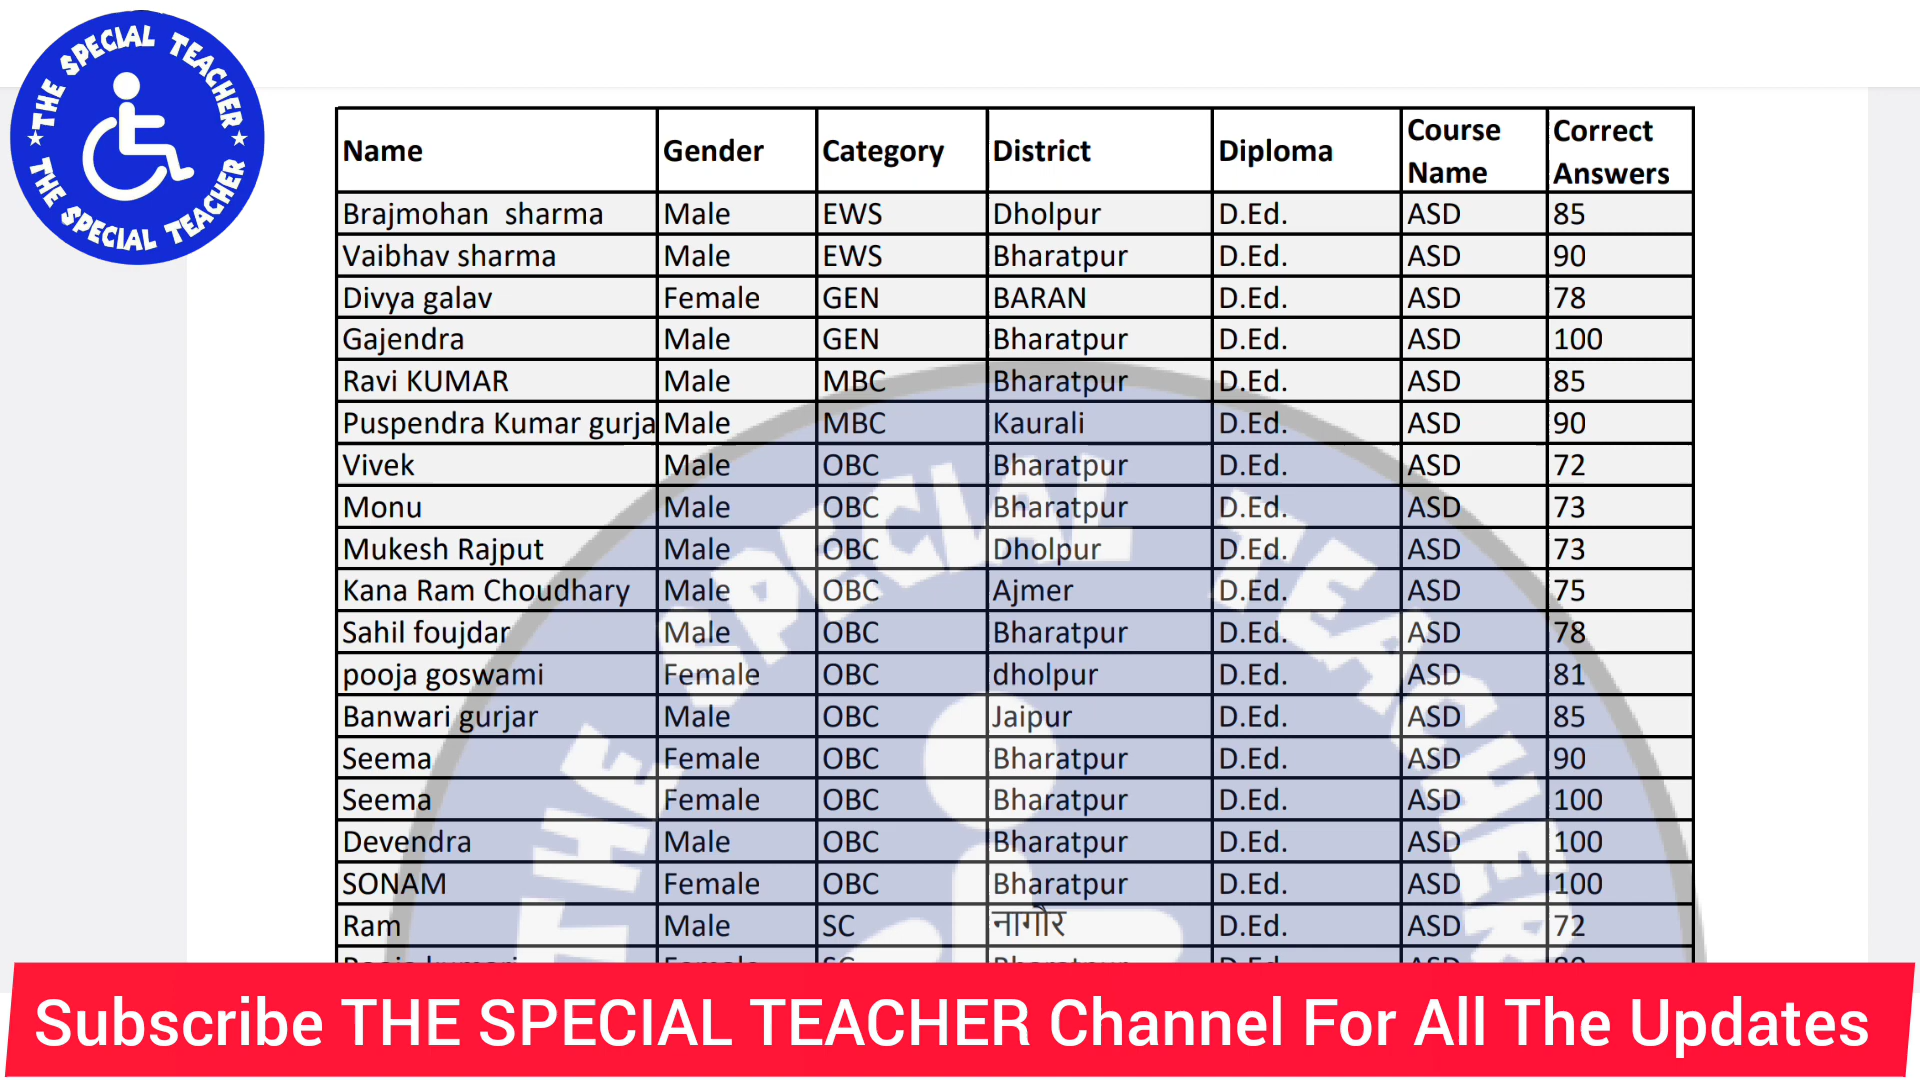 THE SPECIAL TEACHER
THE SPECIAL TEACHER
Name Gender Category District Diploma Course Name Correct Answers
Brajmohan sharma Male EWS Dholpur D.Ed. ASD 85
Vaibhav sharma Male EWS Bharatpur D.Ed. ASD 90
Divya galav Female GEN BARAN D.Ed. ASD 78
Gajendra Male GEN Bharatpur D.Ed. ASD 100
Ravi KUMAR Male MBC Bharatpur D.Ed. ASD 85
Puspendra Kumar gurja Male MBC Kaurali D.Ed. ASD 90
Vivek Male OBC Bharatpur D.Ed. ASD 72
Monu Male OBC Bharatpur D.Ed. ASD 73
Mukesh Rajput Male OBC Dholpur D.Ed. ASD 73
Kana Ram Choudhary Male OBC Ajmer D.Ed. ASD 75
Sahil foujdar Male OBC Bharatpur D.Ed. ASD 78
pooja goswami Female OBC dholpur D.Ed. ASD 81
Banwari gurjar Male OBC Jaipur D.Ed. ASD 85
Seema Female OBC Bharatpur D.Ed. ASD 90
Seema Female OBC Bharatpur D.Ed. ASD 100
Devendra Male OBC Bharatpur D.Ed. ASD 100
SONAM Female OBC Bharatpur D.Ed. ASD 100
Ram Male SC नागौर D.Ed. ASD 72
THE SPECIAL TEACHER
Subscribe THE SPECIAL TEACHER Channel For All The Updates